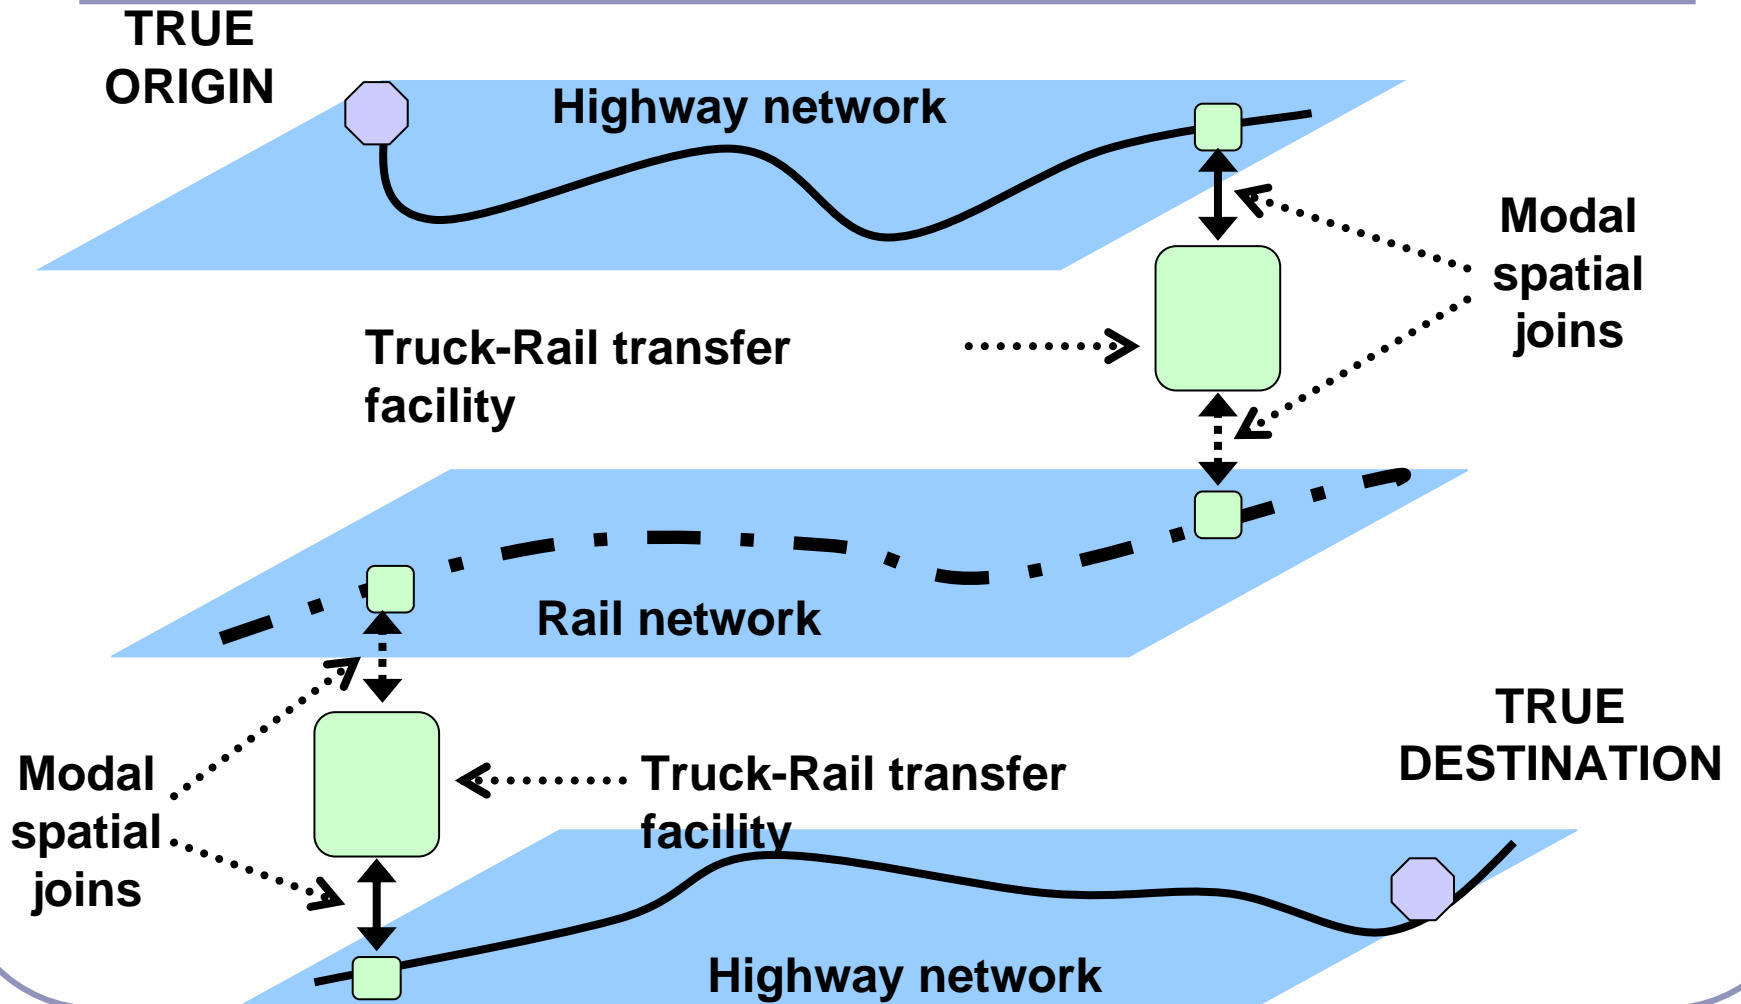 TRUE
ORIGIN
Highway network
Modal
spatial
joins
Truck-Rail transfer
facility
Rail network
TRUE
DESTINATION
Modal
spatial
joins
Truck-Rail transfer
facility
Highway network